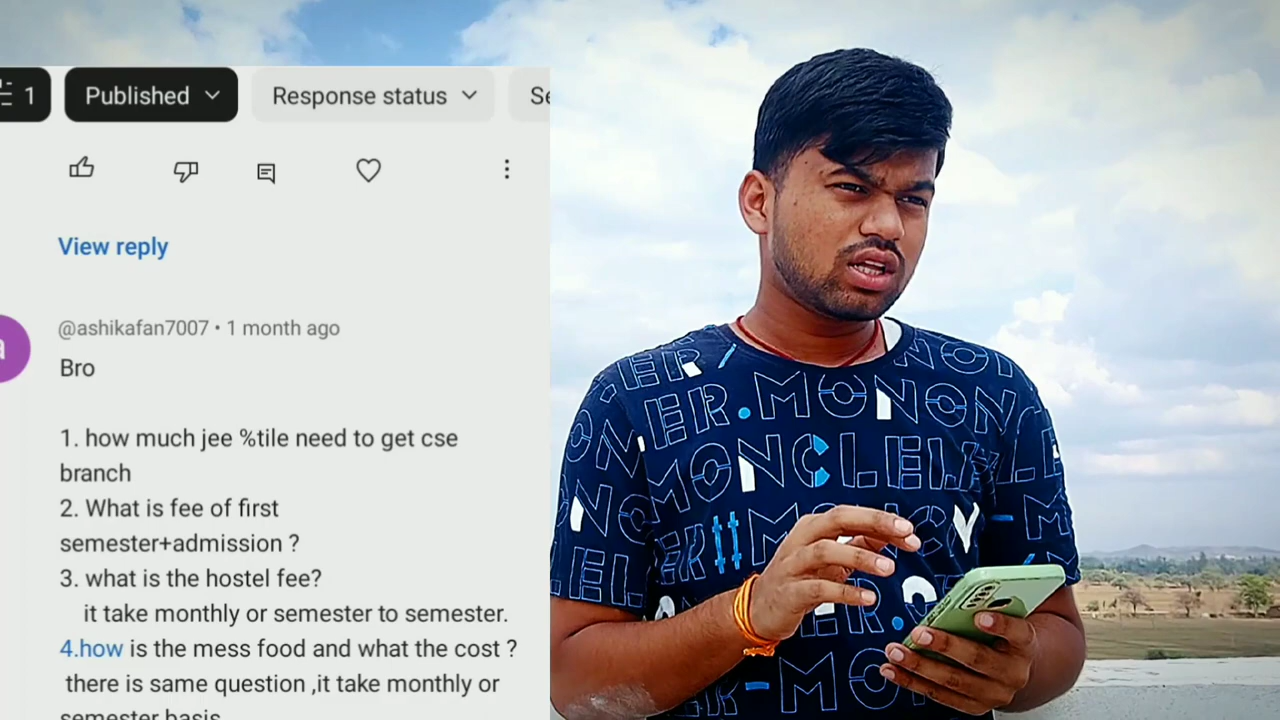 1 Published Response status Se
View reply
a
@ashikafan7007 • 1 month ago
Bro
1. how much jee %tile need to get cse
branch
2. What is fee of first
semester+admission ?
3. what is the hostel fee?
it take monthly or semester to semester.
4.how is the mess food and what the cost ?
there is same question ,it take monthly or
semester basis
MONCLER